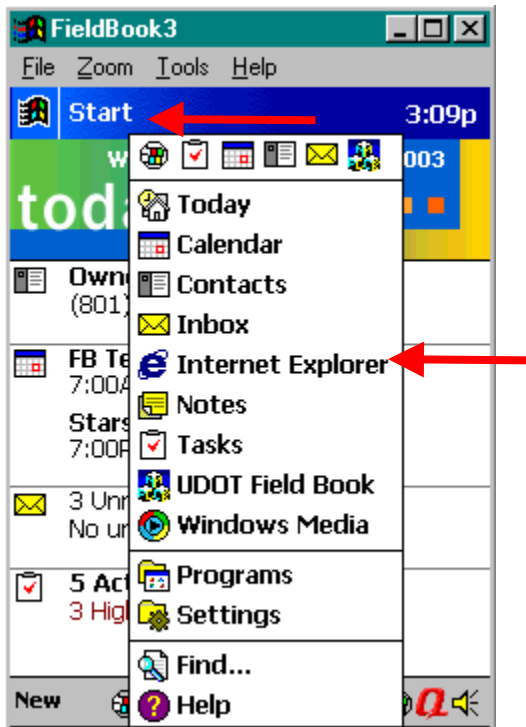 FieldBook3
File Zoom Tools Help
Start 3:09p
W 003
toda
Owne
(801)
FB Te
7:00A
Stars
7:00P
3 Unr
No un
5 Act
3 High
New
Today
Calendar
Contacts
Inbox
Internet Explorer
Notes
Tasks
UDOT Field Book
Windows Media
Programs
Settings
Find...
Help